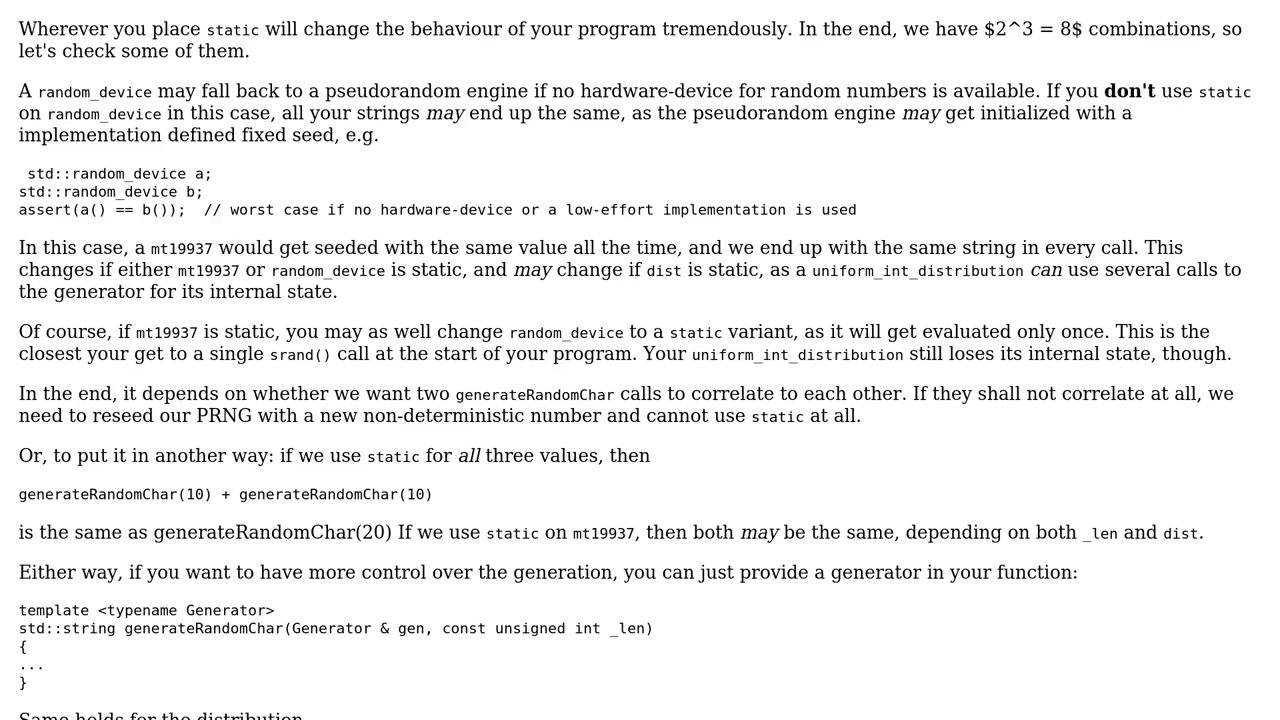 Wherever you place static will change the behaviour of your program tremendously. In the end, we have $2^3 = 8$ combinations, so
let's check some of them.
A random_device may fall back to a pseudorandom engine if no hardware-device for random numbers is available. If you don't use static
on random_device in this case, all your strings may end up the same, as the pseudorandom engine may get initialized with a
implementation defined fixed seed, e.g.
std::random_device a;
std::random_device b;
assert(a() == b());  // worst case if no hardware-device or a low-effort implementation is used
In this case, a mt19937 would get seeded with the same value all the time, and we end up with the same string in every call. This
changes if either mt19937 or random_device is static, and may change if dist is static, as a uniform_int_distribution can use several calls to
the generator for its internal state.
Of course, if mt19937 is static, you may as well change random_device to a static variant, as it will get evaluated only once. This is the
closest your get to a single srand() call at the start of your program. Your uniform_int_distribution still loses its internal state, though.
In the end, it depends on whether we want two generateRandomChar calls to correlate to each other. If they shall not correlate at all, we
need to reseed our PRNG with a new non-deterministic number and cannot use static at all.
Or, to put it in another way: if we use static for all three values, then
generateRandomChar(10) + generateRandomChar(10)
is the same as generateRandomChar(20) If we use static on mt19937, then both may be the same, depending on both _len and dist.
Either way, if you want to have more control over the generation, you can just provide a generator in your function:
template <typename Generator>
std::string generateRandomChar(Generator & gen, const unsigned int _len)
{
...
}
Same holds for the distribution.